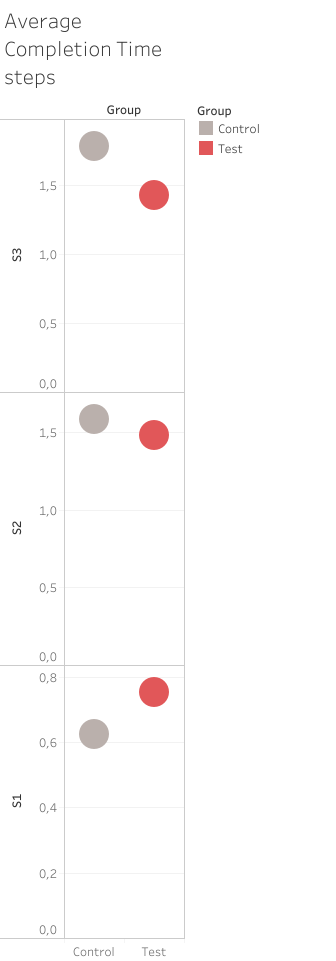 Average
Completion Time
steps
Group
Group
Control
Test
S3
1,5
1,0
0,5
0,0
S2
1,5
1,0
0,5
0,0
S1
0,8
0,6
0,4
0,2
0,0
Control Test